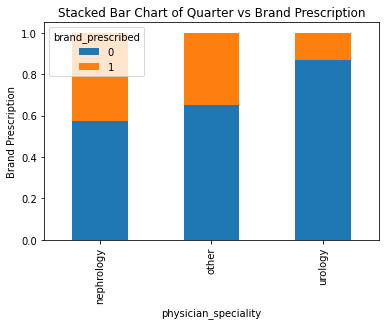 Stacked Bar Chart of Quarter vs Brand Prescription
brand_prescribed
0
1
Brand Prescription
1.0
0.8
0.6
0.4
0.2
0.0
nephrology
other
urology
physician_speciality